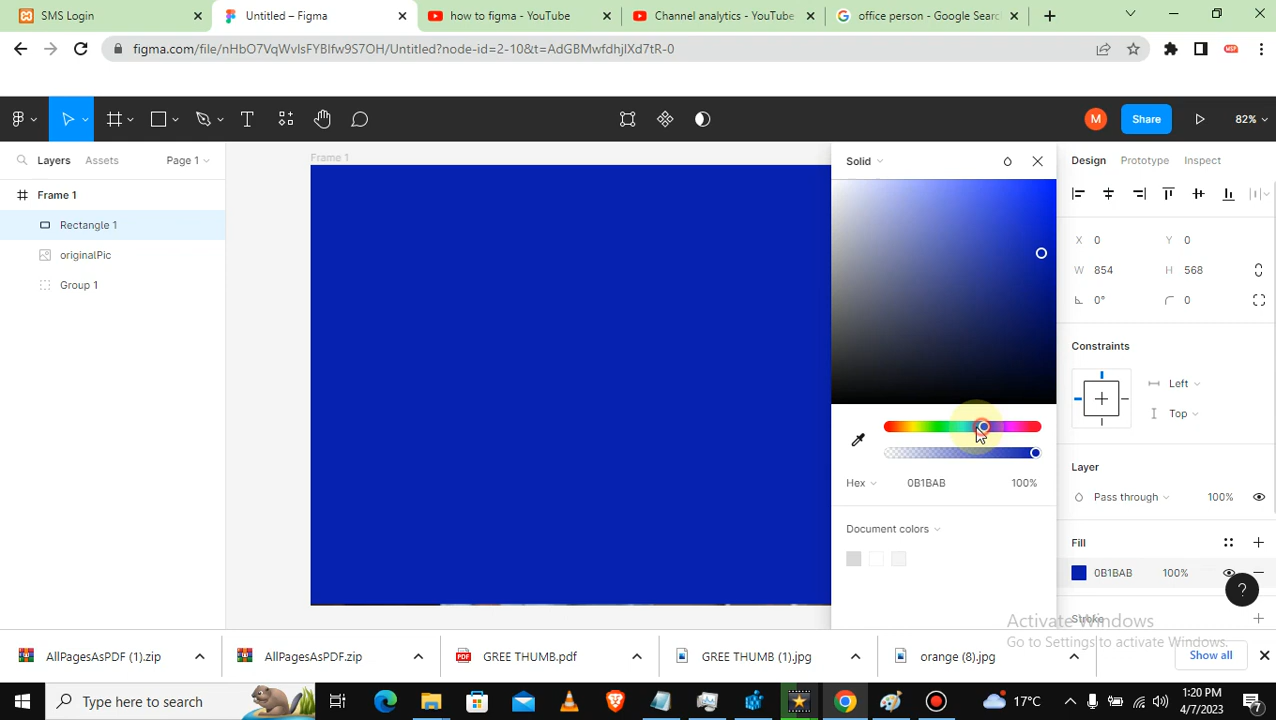 SMS Login
Untitled – Figma
how to figma - YouTube
Channel analytics - YouTube
office person - Google Searc
figma.com/file/nHbO7VqWvlsFYBlfw9S7OH/Untitled?node-id=2-10&t=AdGBMwfdhjlXd7tR-0
M
Share
82%
Layers
Assets
Page 1
Frame 1
Solid
Design
Prototype
Inspect
Frame 1
Rectangle 1
originalPic
Group 1
X 0
Y 0
W 854
H 568
0°
0
Constraints
Left
Top
Layer
Pass through
100%
Hex
0B1BAB
100%
Document colors
Fill
0B1BAB
100%
Stroke
Activate Windows
Go to Settings to activate Windows.
AllPagesAsPDF (1).zip
AllPagesAsPDF.zip
GREE THUMB.pdf
GREE THUMB (1).jpg
orange (8).jpg
Show all
Type here to search
17°C
1:20 PM
4/7/2023
7